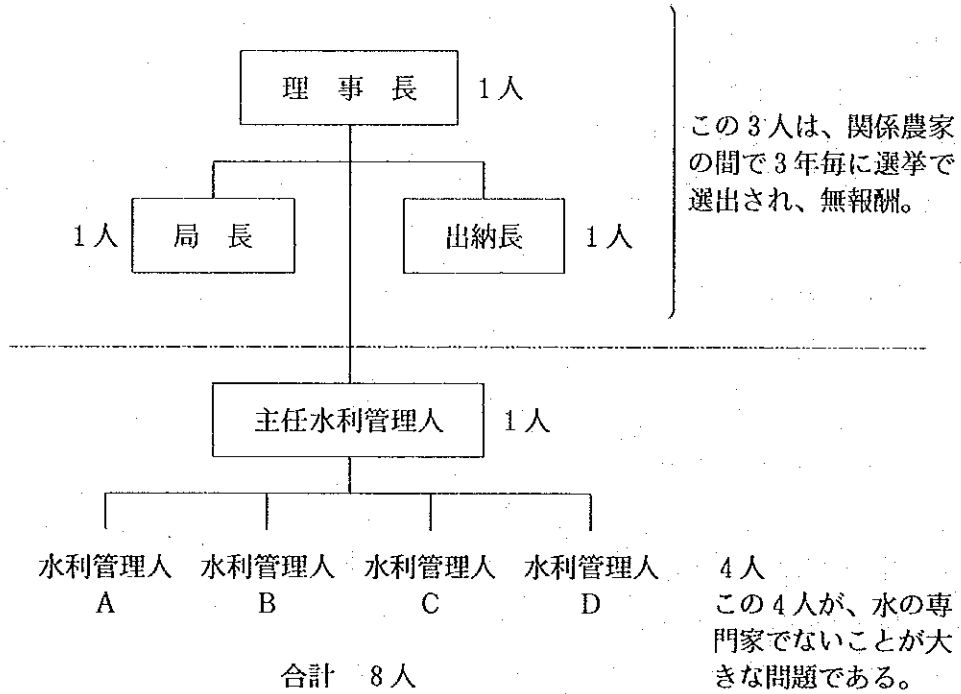 理事長 1人
この3人は、関係農家
の間で3年毎に選挙で
選出され、無報酬。
1人 局長 出納長 1人
主任水利管理人 1人
水利管理人 水利管理人 水利管理人 水利管理人 4人
A B C D
この4人が、水の専
門家でないことが大
きな問題である。
合計 8人